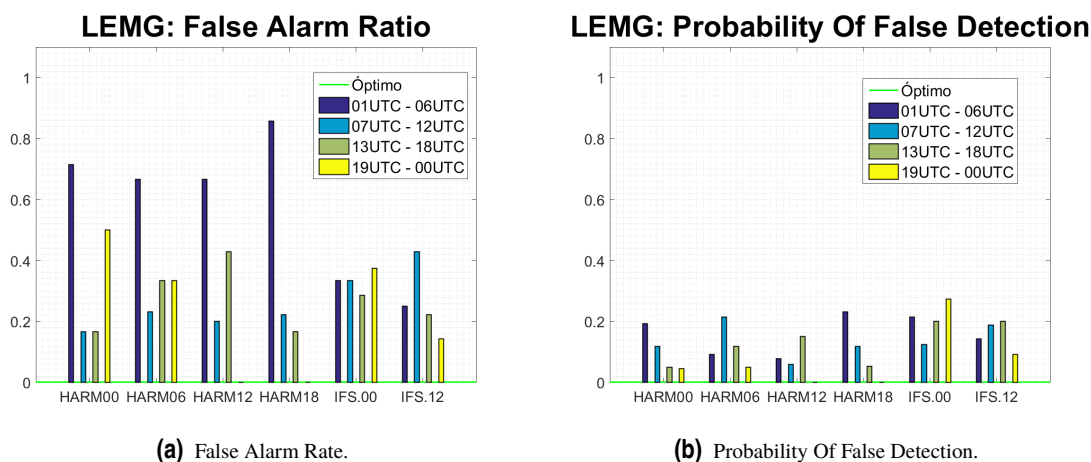 LEMG: False Alarm Ratio
1
0.8
0.6
0.4
0.2
0
Óptimo
01UTC - 06UTC
07UTC - 12UTC
13UTC - 18UTC
19UTC - 00UTC
HARM00 HARM06 HARM12 HARM18 IFS.00 IFS.12
(a) False Alarm Rate.
LEMG: Probability Of False Detection
1
0.8
0.6
0.4
0.2
0
Óptimo
01UTC - 06UTC
07UTC - 12UTC
13UTC - 18UTC
19UTC - 00UTC
HARM00 HARM06 HARM12 HARM18 IFS.00 IFS.12
(b) Probability Of False Detection.